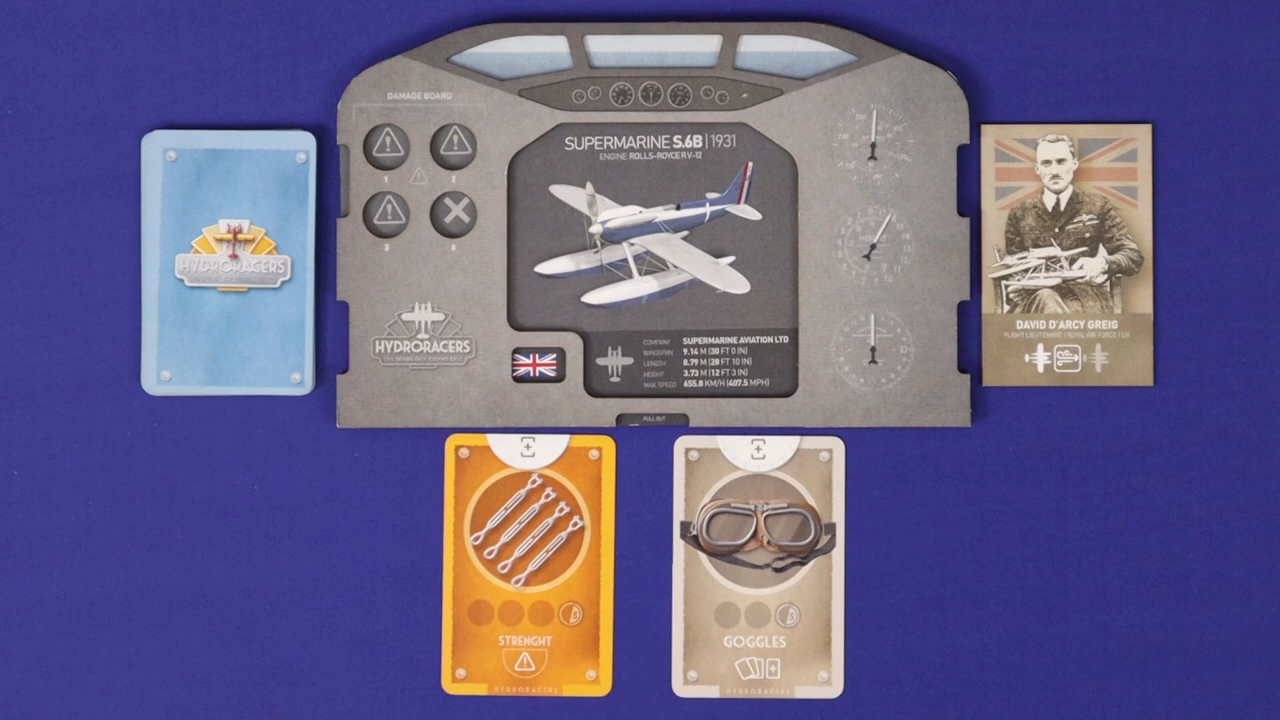 HYDRORACERS
DAMAGE BOARD
1
2
3
4
HYDRORACERS
SUPERMARINE S.6B | 1931
ENGINE ROLLS-ROYCE R V-12
COMPANY SUPERMARINE AVIATION LTD
WINGSPAN 9,14 M (30 FT 0 IN)
LENGTH 8.79 M (28 FT 10 IN)
HEIGHT 3.73 M (12 FT 3 IN)
MAX SPEED 655.8 KM/H (407.5 MPH)
PULL OUT
DAVID D'ARCY GREIG
FLIGHT LIEUTENANT | ROYAL AIR FORCE | UK
STRENGHT
HYDRORACERS
GOGGLES
HYDRORACERS